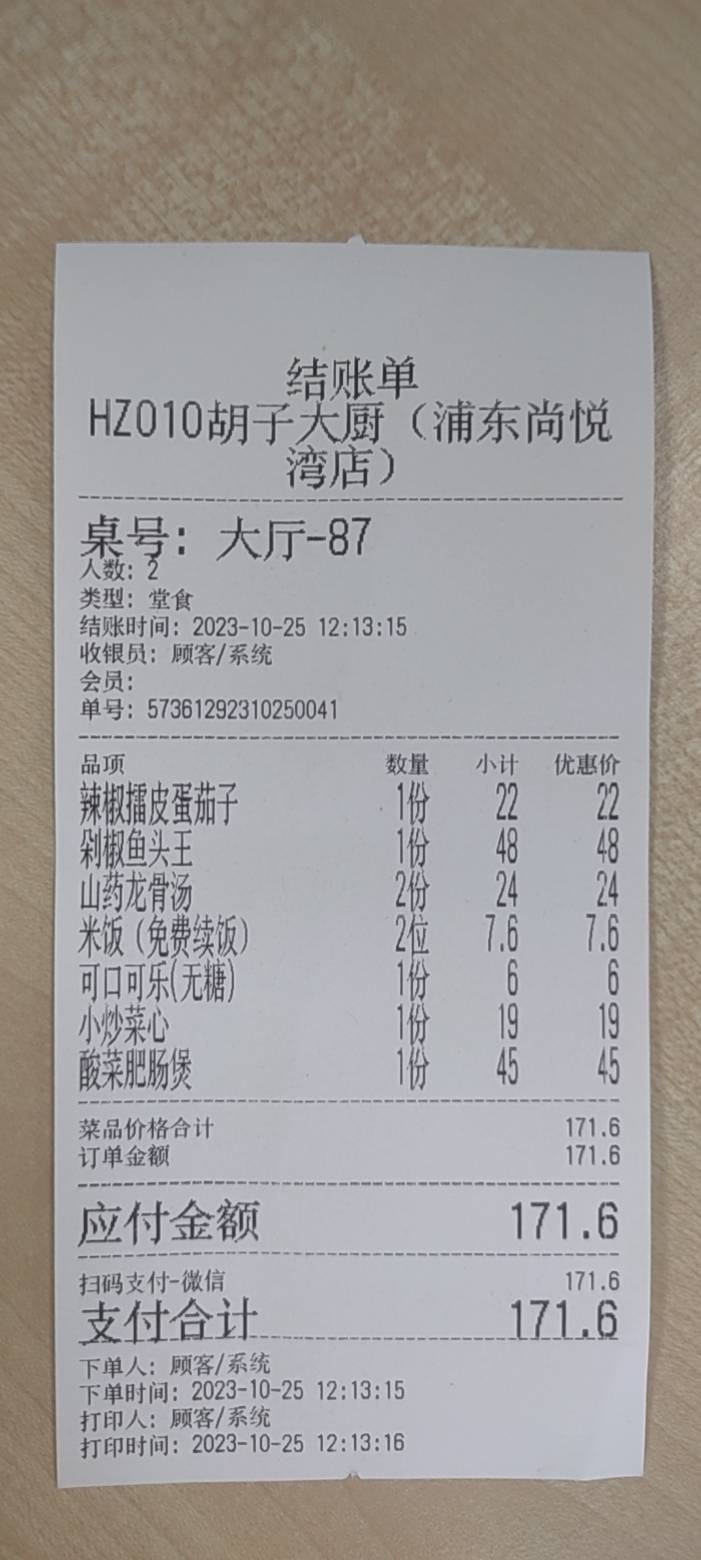 结账单
HZ010胡子大厨（浦东尚悦
湾店）
桌号：大厅-87
人数：2
类型：堂食
结账时间：2023-10-25 12:13:15
收银员：顾客/系统
会员：
单号：57361292310250041
品项 数量 小计 优惠价
辣椒擂皮蛋茄子 1份 22 22
剁椒鱼头王 1份 48 48
山药龙骨汤 2份 24 24
米饭（免费续饭） 2位 7.6 7.6
可口可乐(无糖) 1份 6 6
小炒菜心 1份 19 19
酸菜肥肠煲 1份 45 45
菜品价格合计 171.6
订单金额 171.6
应付金额 171.6
扫码支付-微信 171.6
支付合计 171.6
下单人：顾客/系统
下单时间：2023-10-25 12:13:15
打印人：顾客/系统
打印时间：2023-10-25 12:13:16